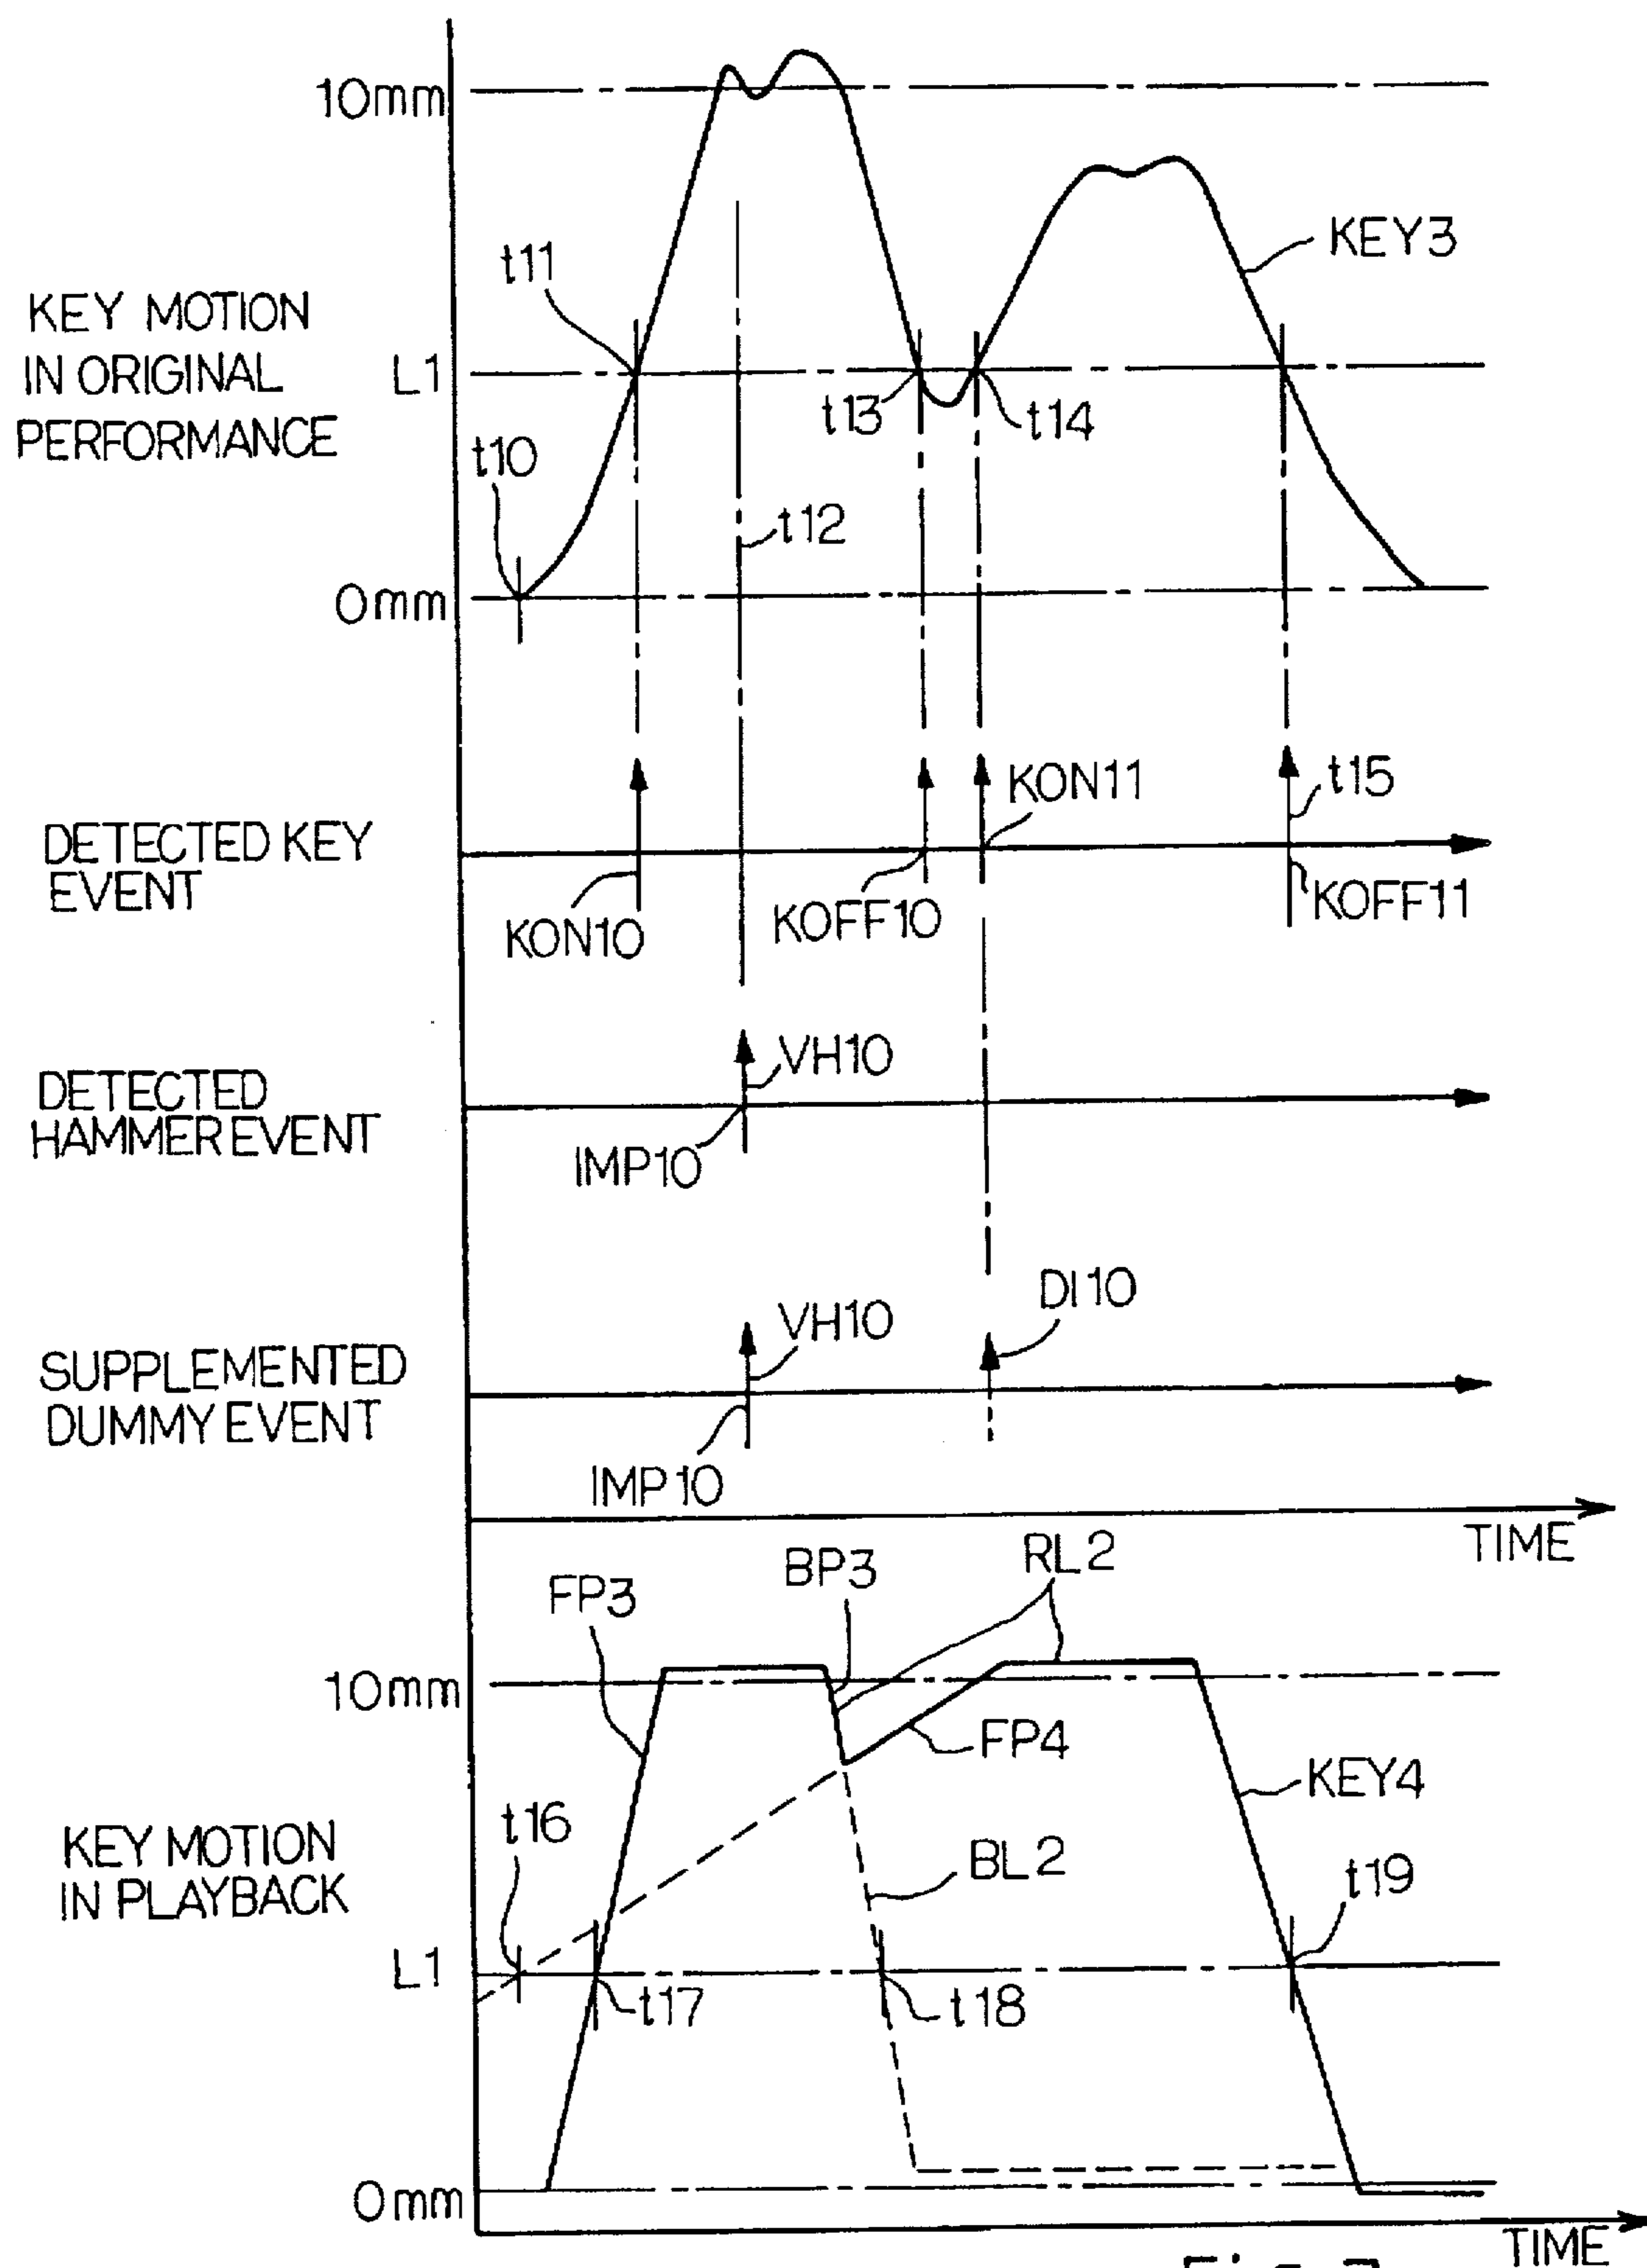 10mm
t11
KEY3
KEY MOTION
IN ORIGINAL
PERFORMANCE
L1
t13
t14
t10
t12
0mm
KON11
t15
DETECTED KEY
EVENT
KON10
KOFF10
KOFF11
VH10
DETECTED
HAMMER EVENT
IMP10
DI10
VH10
SUPPLEMENTED
DUMMY EVENT
IMP10
TIME
BP3
RL2
FP3
10mm
FP4
KEY4
t16
KEY MOTION
IN PLAYBACK
BL2
t19
L1
t17
t18
0mm
TIME